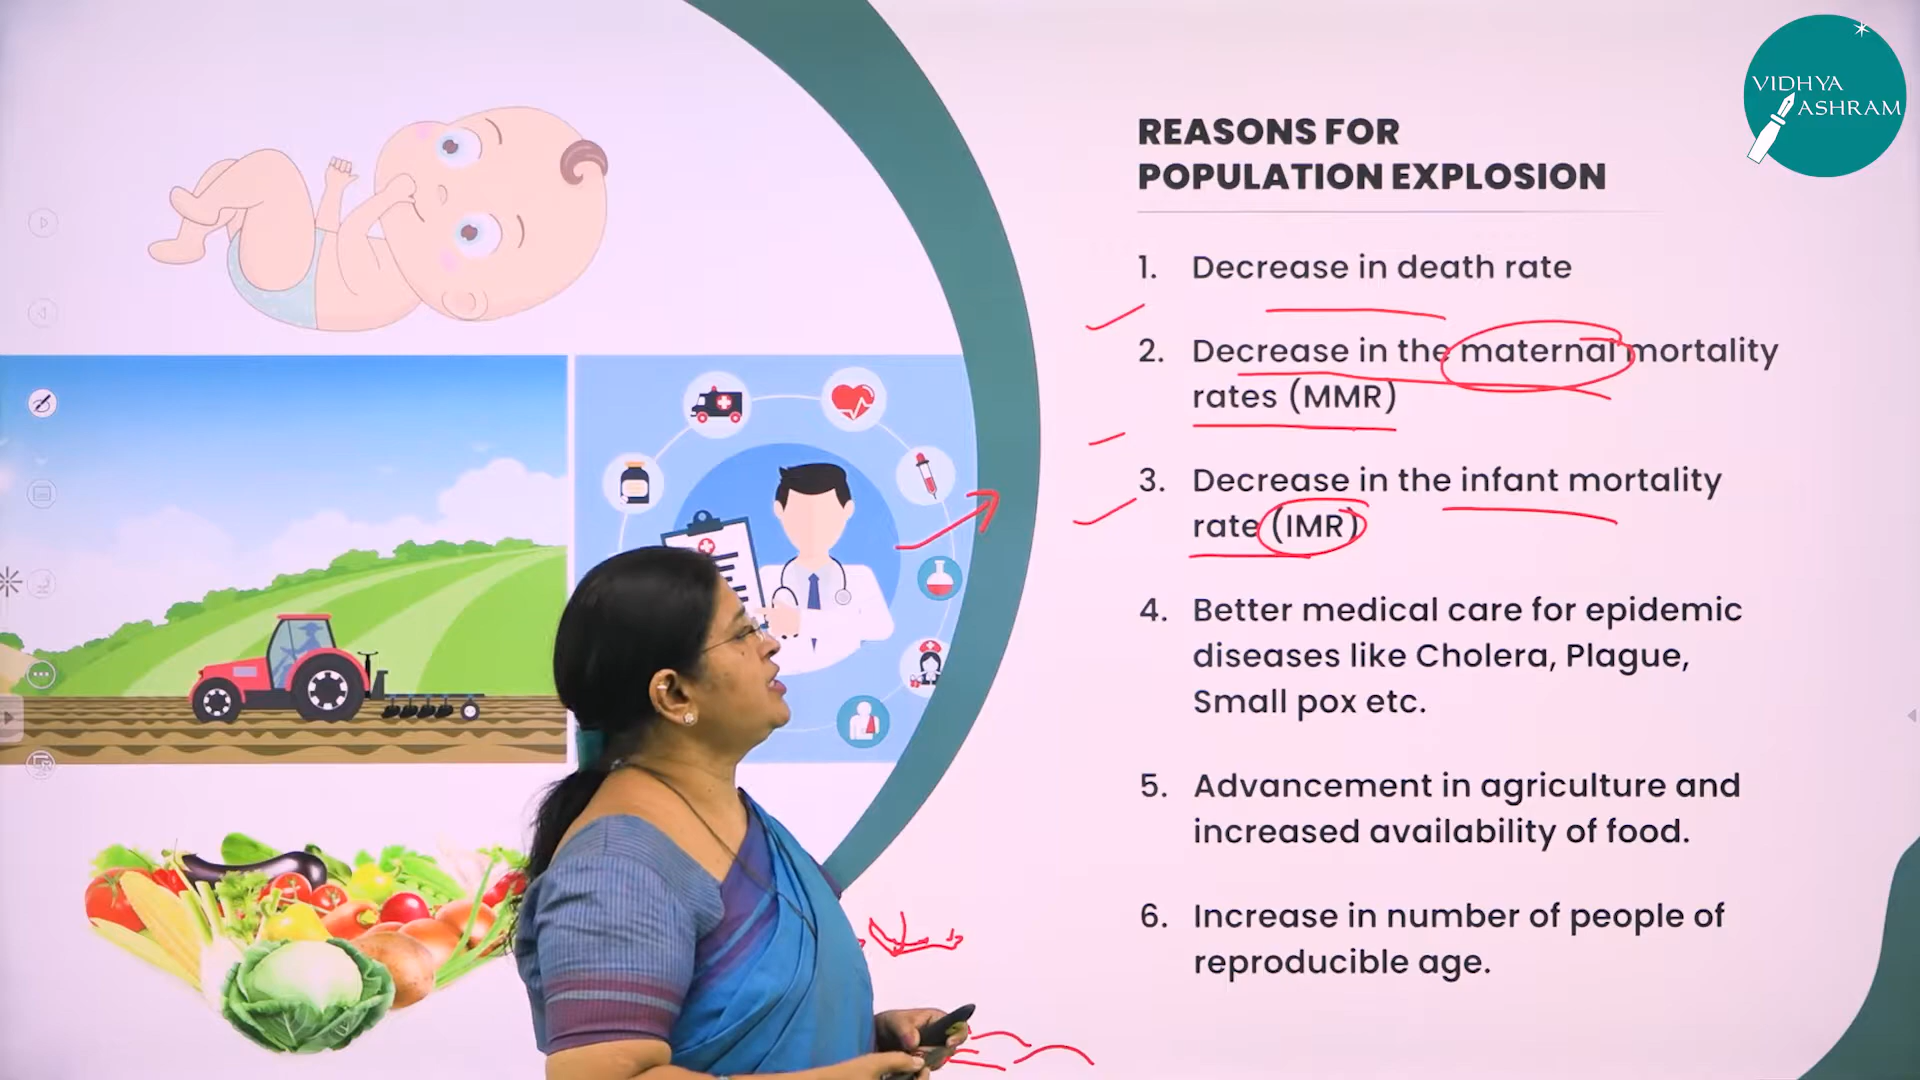 VIDHYA
ASHRAM
REASONS FOR
POPULATION EXPLOSION
1. Decrease in death rate
2. Decrease in the maternal mortality
rates (MMR)
3. Decrease in the infant mortality
rate (IMR)
4. Better medical care for epidemic
diseases like Cholera, Plague,
Small pox etc.
5. Advancement in agriculture and
increased availability of food.
6. Increase in number of people of
reproducible age.